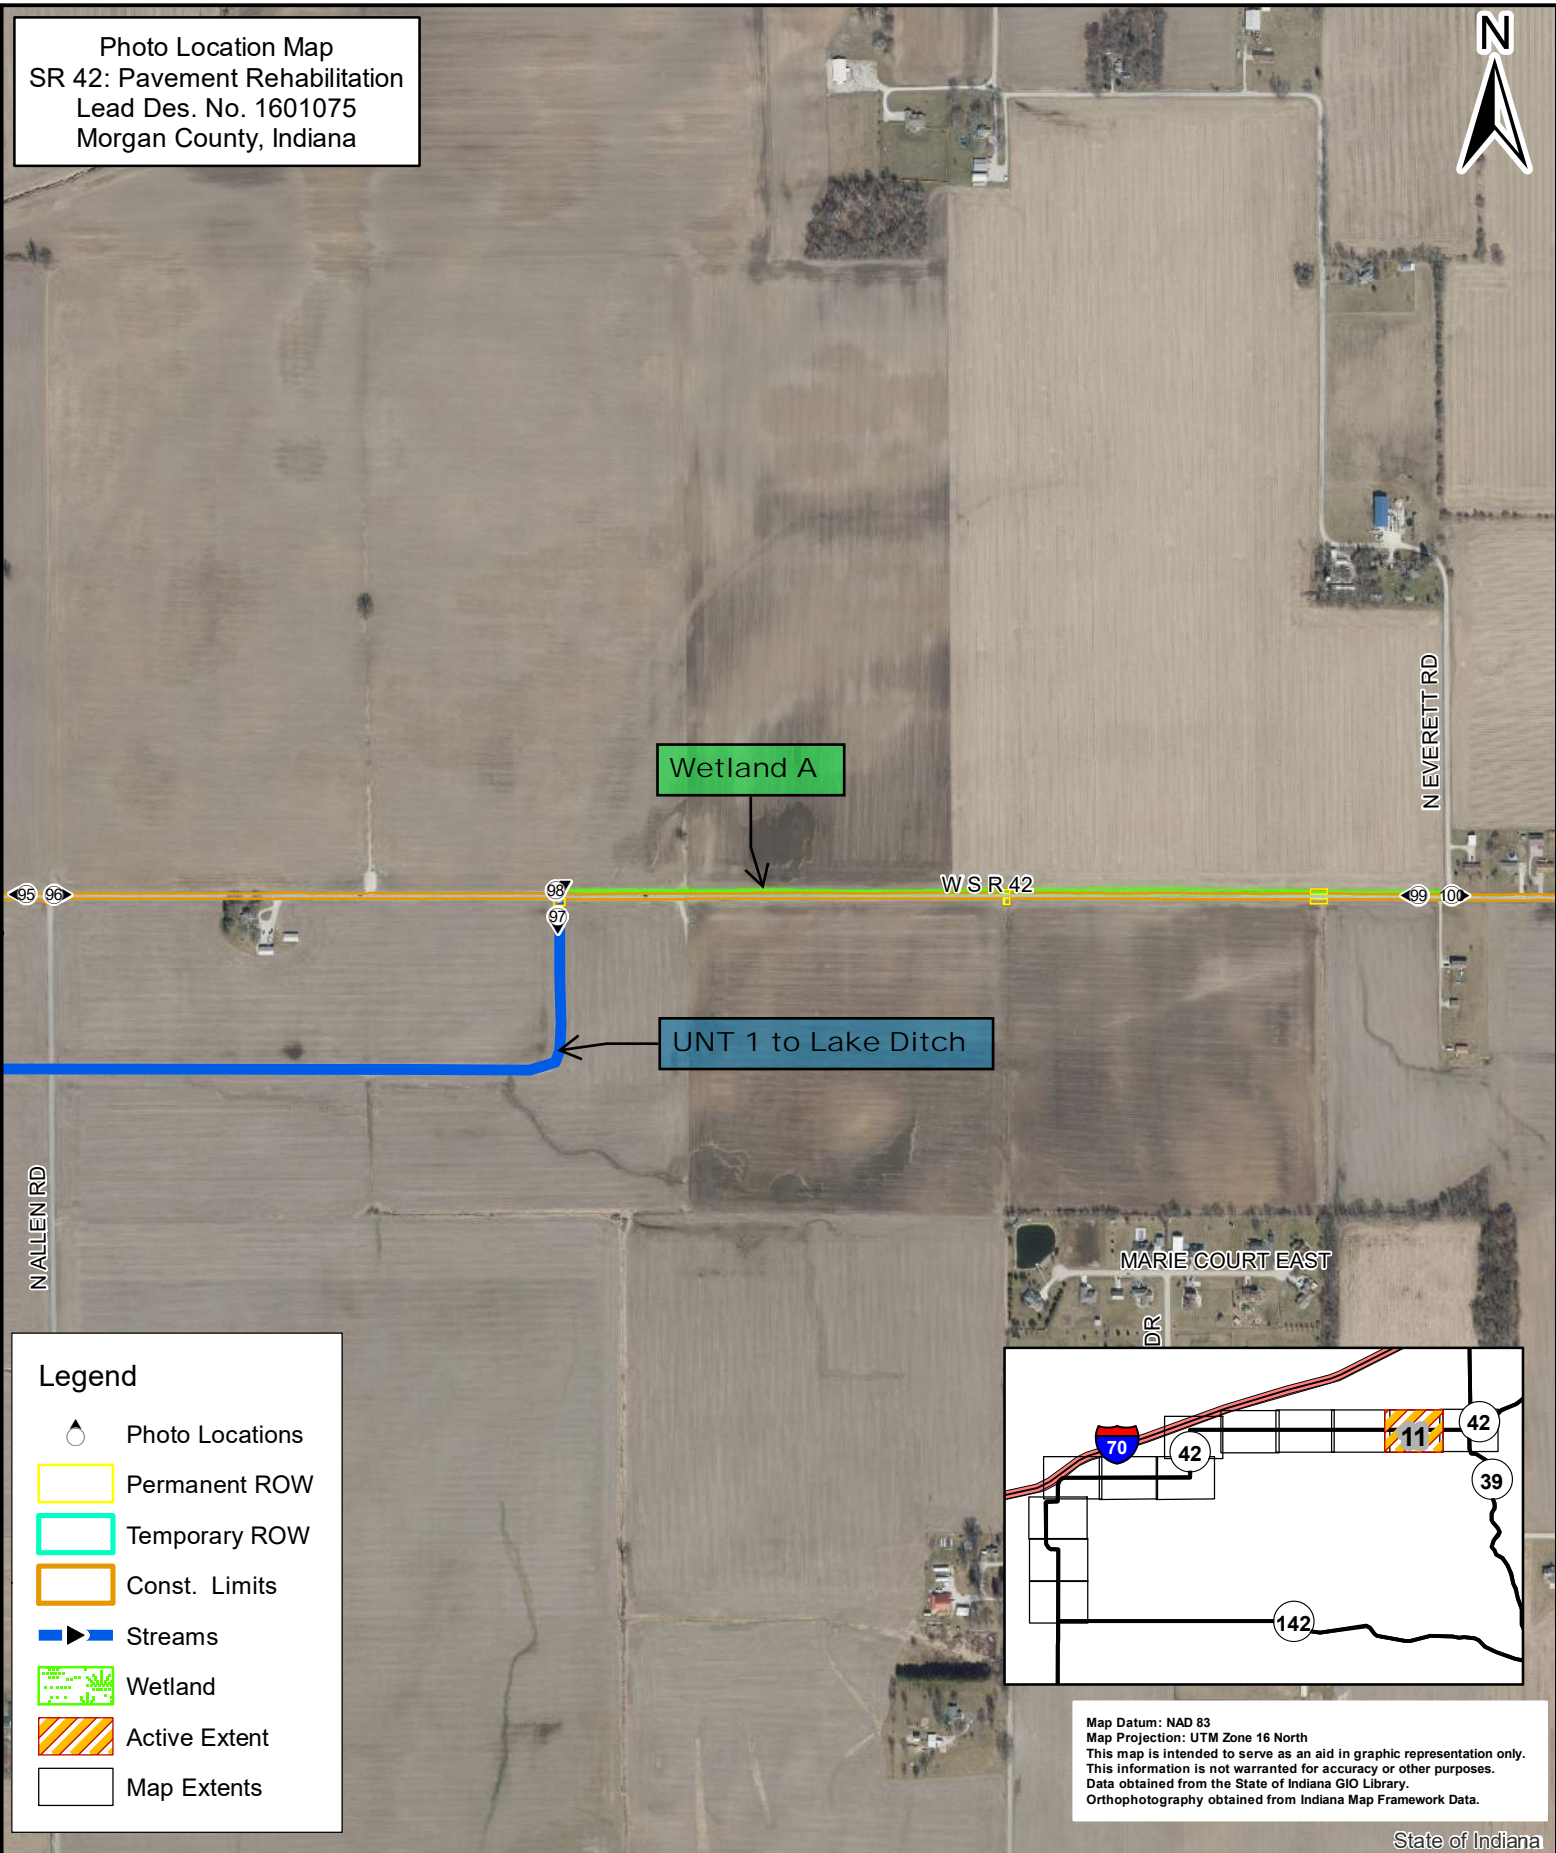 Photo Location Map
SR 42: Pavement Rehabilitation
Lead Des. No. 1601075
Morgan County, Indiana
N
N EVERETT RD
Wetland A
W S R 42
95
96
98
97
99
100
UNT 1 to Lake Ditch
N ALLEN RD
MARIE COURT EAST
DR
Legend
Photo Locations
Permanent ROW
Temporary ROW
Const. Limits
Streams
Wetland
Active Extent
Map Extents
70
42
11
42
39
142
Map Datum: NAD 83
Map Projection: UTM Zone 16 North
This map is intended to serve as an aid in graphic representation only.
This information is not warranted for accuracy or other purposes.
Data obtained from the State of Indiana GIO Library.
Orthophotography obtained from Indiana Map Framework Data.
State of Indiana